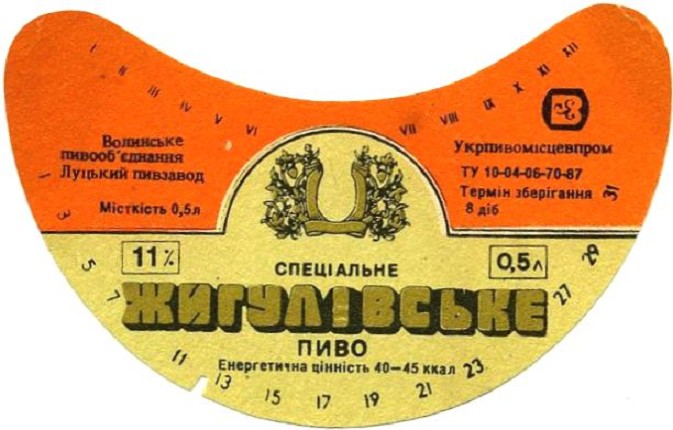 I II III IV V VI VII VIII IX X XI XII
Волинське
пивооб'єднання
Луцький пивзавод
Місткість 0,5л
Укрпивомісцевпром
ТУ 10-04-06-70-87
Термін зберігання
8 діб
11%
СПЕЦІАЛЬНЕ
0,5л
ЖИГУЛІВСЬКЕ
ПИВО
Енергетична цінність 40—45 ккал
1 3 5 7 11 13 15 17 19 21 23 27 29 31